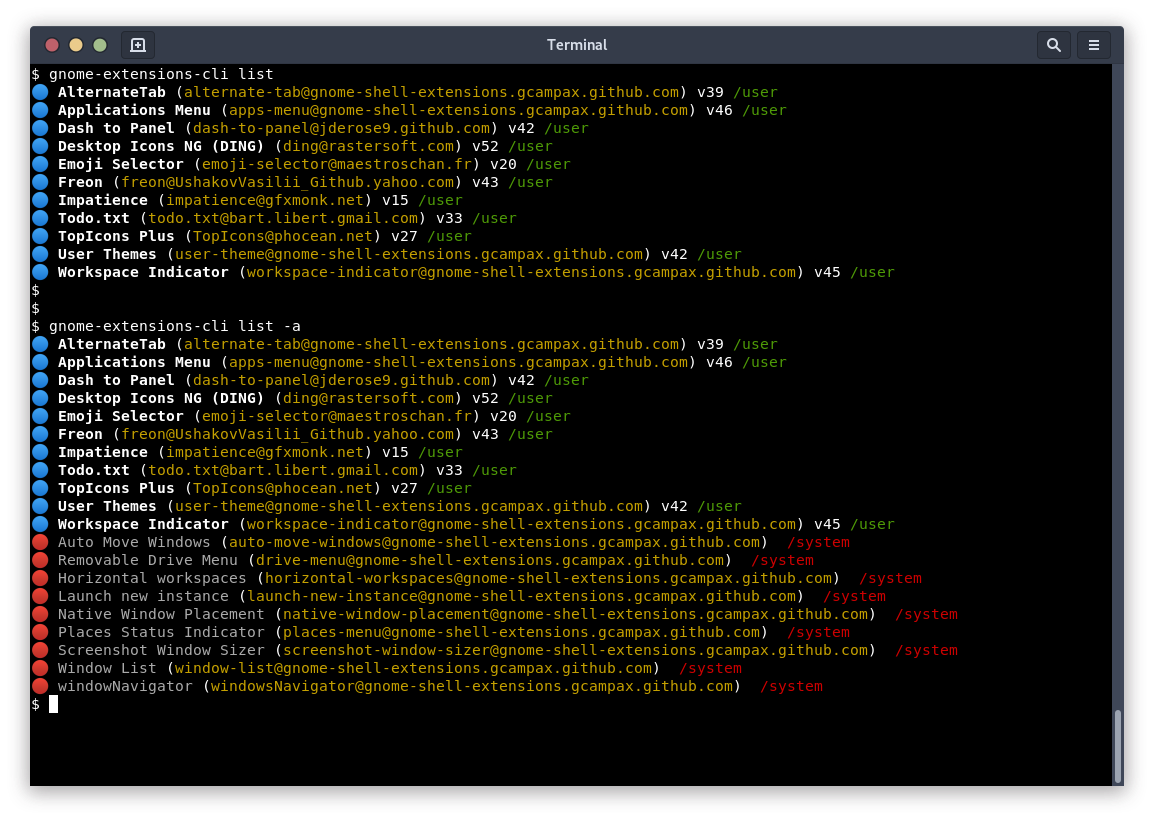 Terminal
$ gnome-extensions-cli list
AlternateTab (alternate-tab@gnome-shell-extensions.gcampax.github.com) v39 /user
Applications Menu (apps-menu@gnome-shell-extensions.gcampax.github.com) v46 /user
Dash to Panel (dash-to-panel@jderose9.github.com) v42 /user
Desktop Icons NG (DING) (ding@rastersoft.com) v52 /user
Emoji Selector (emoji-selector@maestroschan.fr) v20 /user
Freon (freon@UshakovVasilii_Github.yahoo.com) v43 /user
Impatience (impatience@gfxmonk.net) v15 /user
Todo.txt (todo.txt@bart.libert.gmail.com) v33 /user
TopIcons Plus (TopIcons@phocean.net) v27 /user
User Themes (user-theme@gnome-shell-extensions.gcampax.github.com) v42 /user
Workspace Indicator (workspace-indicator@gnome-shell-extensions.gcampax.github.com) v45 /user
$
$
$ gnome-extensions-cli list -a
AlternateTab (alternate-tab@gnome-shell-extensions.gcampax.github.com) v39 /user
Applications Menu (apps-menu@gnome-shell-extensions.gcampax.github.com) v46 /user
Dash to Panel (dash-to-panel@jderose9.github.com) v42 /user
Desktop Icons NG (DING) (ding@rastersoft.com) v52 /user
Emoji Selector (emoji-selector@maestroschan.fr) v20 /user
Freon (freon@UshakovVasilii_Github.yahoo.com) v43 /user
Impatience (impatience@gfxmonk.net) v15 /user
Todo.txt (todo.txt@bart.libert.gmail.com) v33 /user
TopIcons Plus (TopIcons@phocean.net) v27 /user
User Themes (user-theme@gnome-shell-extensions.gcampax.github.com) v42 /user
Workspace Indicator (workspace-indicator@gnome-shell-extensions.gcampax.github.com) v45 /user
Auto Move Windows (auto-move-windows@gnome-shell-extensions.gcampax.github.com)  /system
Removable Drive Menu (drive-menu@gnome-shell-extensions.gcampax.github.com)  /system
Horizontal workspaces (horizontal-workspaces@gnome-shell-extensions.gcampax.github.com)  /system
Launch new instance (launch-new-instance@gnome-shell-extensions.gcampax.github.com)  /system
Native Window Placement (native-window-placement@gnome-shell-extensions.gcampax.github.com)  /system
Places Status Indicator (places-menu@gnome-shell-extensions.gcampax.github.com)  /system
Screenshot Window Sizer (screenshot-window-sizer@gnome-shell-extensions.gcampax.github.com)  /system
Window List (window-list@gnome-shell-extensions.gcampax.github.com)  /system
windowNavigator (windowsNavigator@gnome-shell-extensions.gcampax.github.com)  /system
$